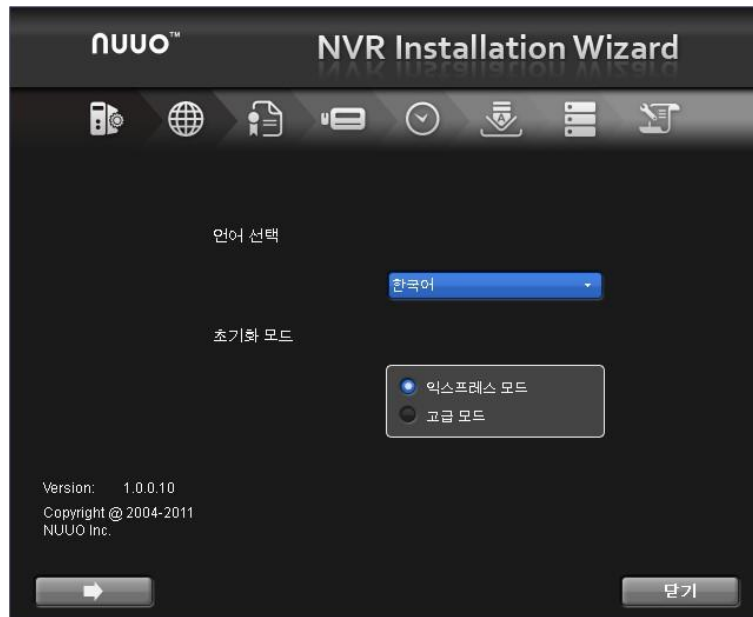 nuuo™
NVR Installation Wizard
언어 선택
한국어
초기화 모드
익스프레스 모드
고급 모드
Version: 1.0.0.10
Copyright @ 2004-2011
NUUO Inc.
닫기